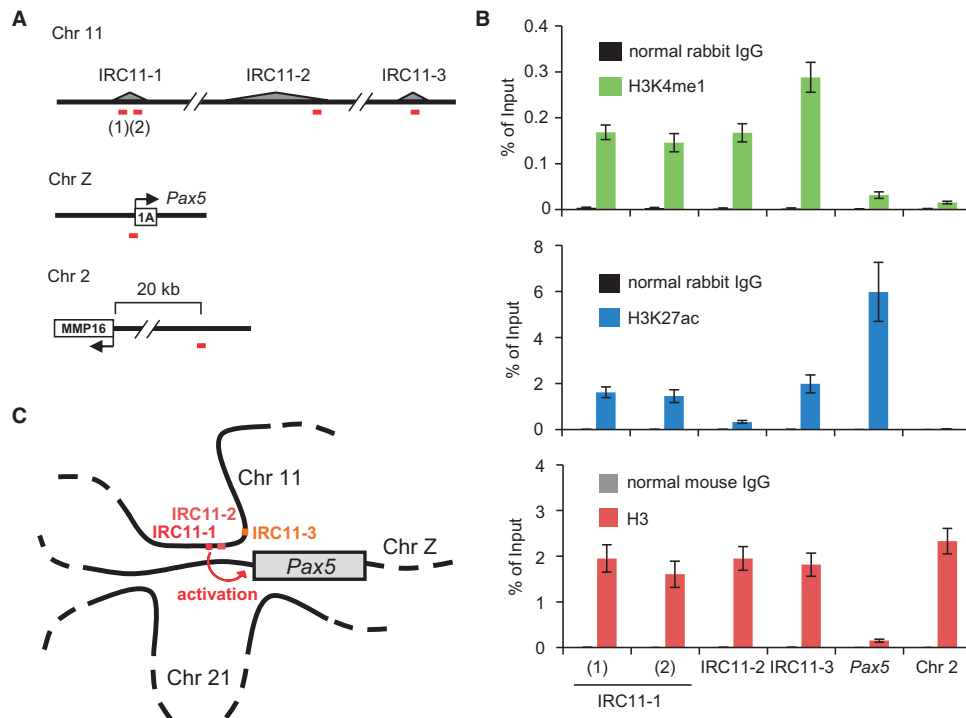 A
Chr 11
IRC11-1
IRC11-2
IRC11-3
(1)(2)
Chr Z
Pax5
1A
Chr 2
20 kb
MMP16
B
0.4
0.3
0.2
0.1
0
% of Input
normal rabbit IgG
H3K4me1
8
6
4
2
0
% of Input
normal rabbit IgG
H3K27ac
4
3
2
1
0
% of Input
normal mouse IgG
H3
(1)
(2)
IRC11-2
IRC11-3
Pax5
Chr 2
IRC11-1
C
Chr 11
IRC11-2
IRC11-1
IRC11-3
Chr Z
Pax5
activation
Chr 21